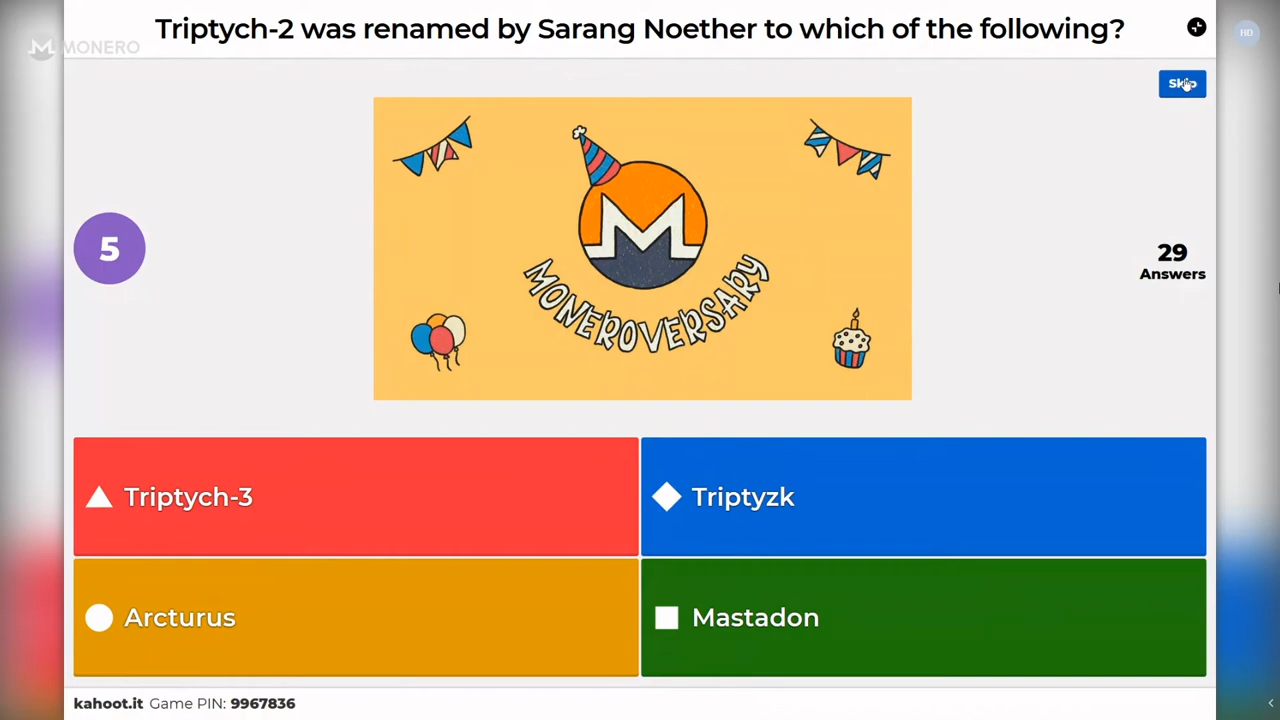 Triptych-2 was renamed by Sarang Noether to which of the following?
MONERO
HD
Skip
5
MONEROVERSARY
29
Answers
Triptych-3
Triptyzk
Arcturus
Mastadon
kahoot.it Game PIN: 9967836